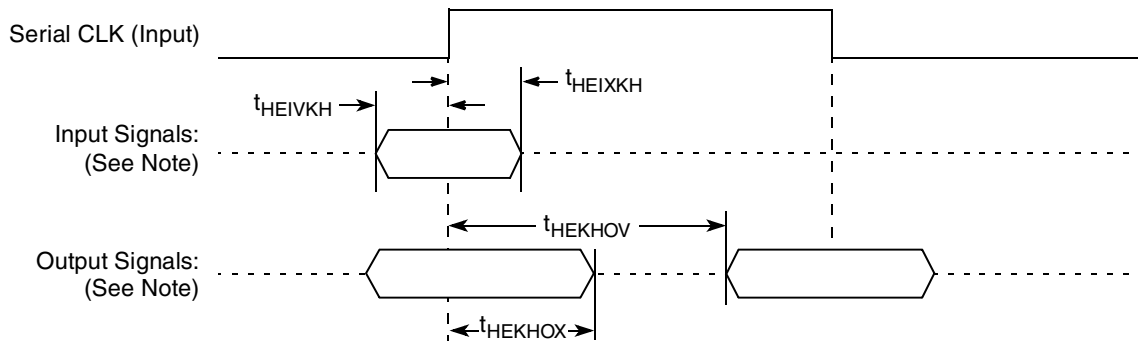 Serial CLK (Input)
tHEIXKH
tHEIVKH
Input Signals:
(See Note)
tHEKHOV
Output Signals:
(See Note)
tHEKHOX